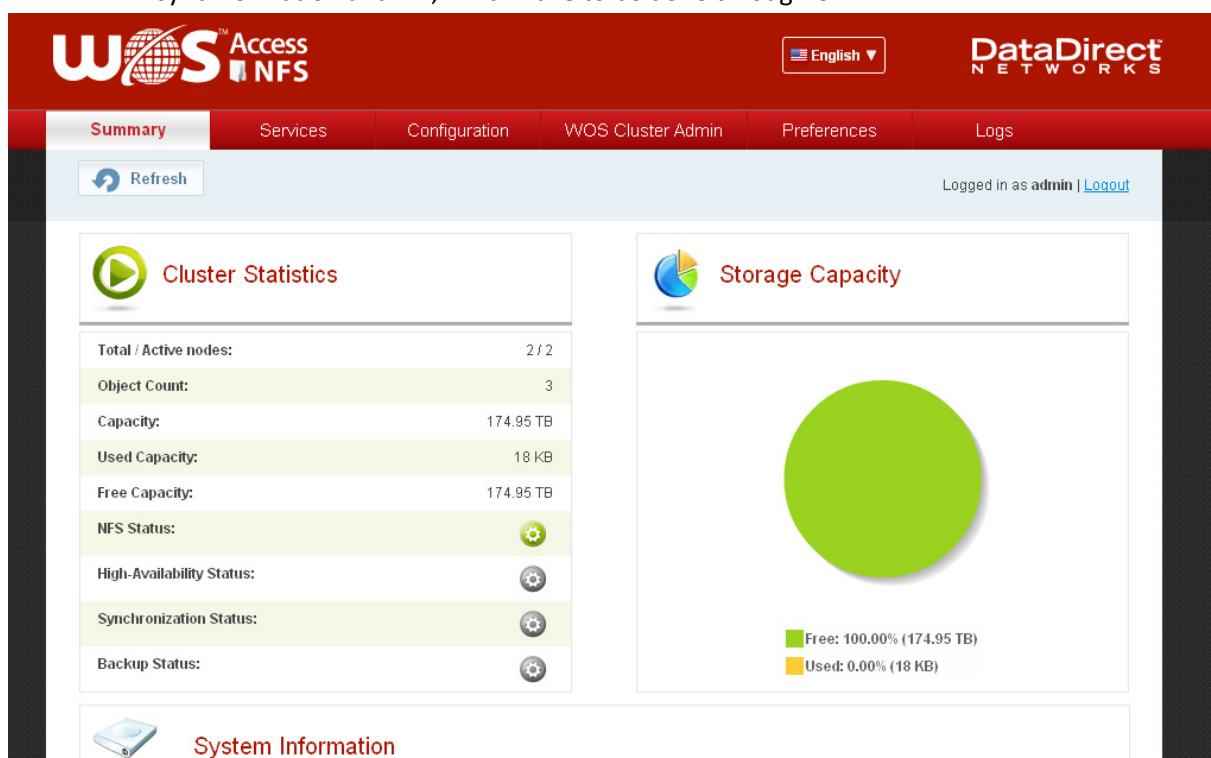 WOS™ Access NFS
English ▼
DataDirect™ NETWORKS
Summary Services Configuration WOS Cluster Admin Preferences Logs
Refresh
Logged in as admin | Logout
Cluster Statistics
Storage Capacity
Total / Active nodes: 2 / 2
Object Count: 3
Capacity: 174.95 TB
Used Capacity: 18 KB
Free Capacity: 174.95 TB
NFS Status:
High-Availability Status:
Synchronization Status:
Backup Status:
Free: 100.00% (174.95 TB)
Used: 0.00% (18 KB)
System Information